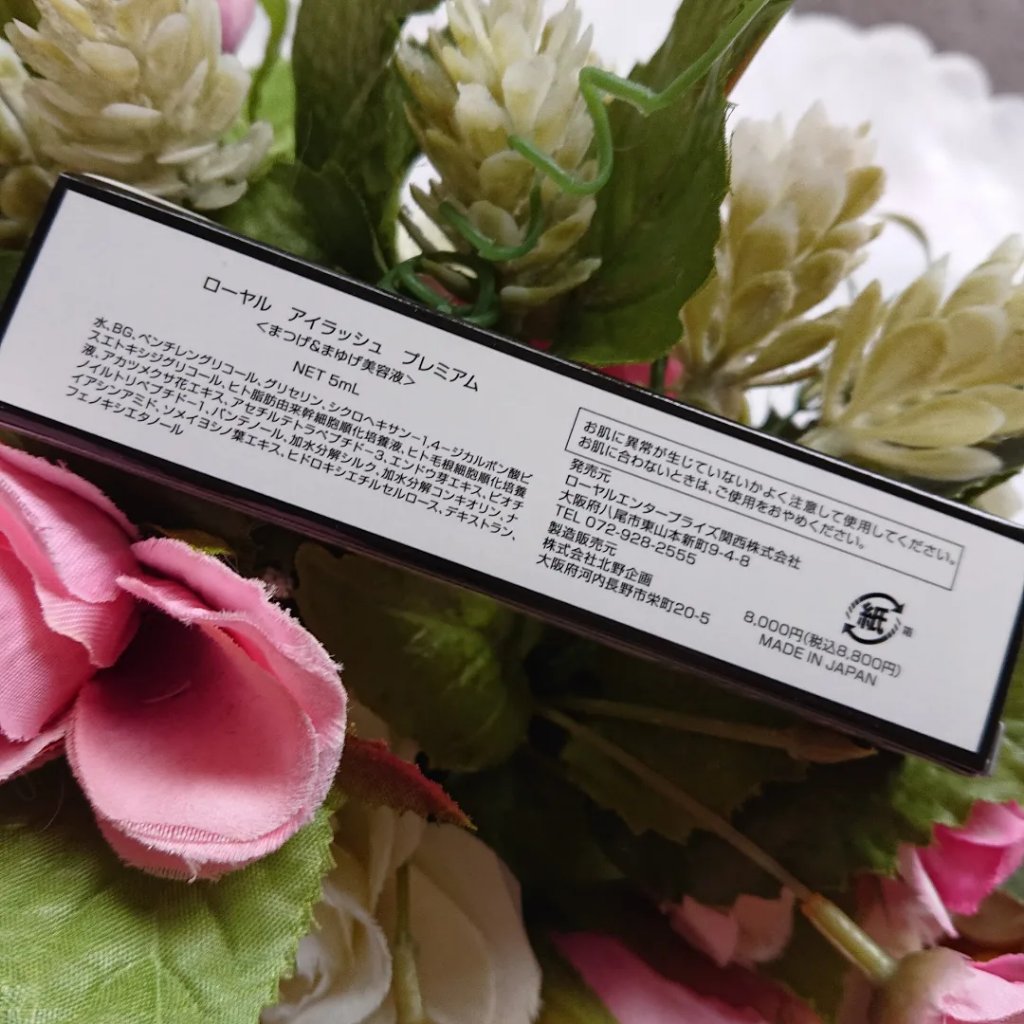 ローヤル アイラッシュ プレミアム
<まつげ&まゆげ美容液>
NET 5mL
水、BG、ペンチレングリコール、グリセリン、シクロヘキサン-1,4-ジカルボン酸ビ
スエトキシジグリコール、ヒト脂肪由来幹細胞順化培養液、ヒト毛根細胞順化培養
液、アカツメクサ花エキス、アセチルテトラペプチド-3、エンドウ芽エキス、ビオチ
ノイルトリペプチド-1、パンテノール、加水分解シルク、加水分解コンキオリン、ナ
イアシンアミド、ソメイヨシノ葉エキス、ヒドロキシエチルセルロース、デキストラン、
フェノキシエタノール
お肌に異常が生じていないかよく注意して使用してください。
お肌に合わないときは、ご使用をおやめください。
発売元
ローヤルエンタープライズ関西株式会社
大阪府八尾市東山本新町9-4-8
TEL 072-928-2555
製造販売元
株式会社北野企画
大阪府河内長野市栄町20-5
紙
箱
8,000円(税込8,800円)
MADE IN JAPAN